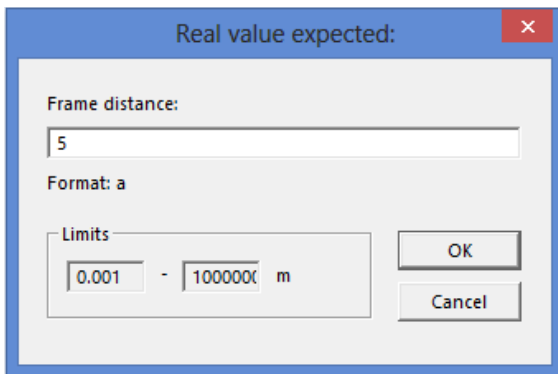 Real value expected:
Frame distance:
5
Format: a
Limits
0.001 - 1000000 m
OK
Cancel